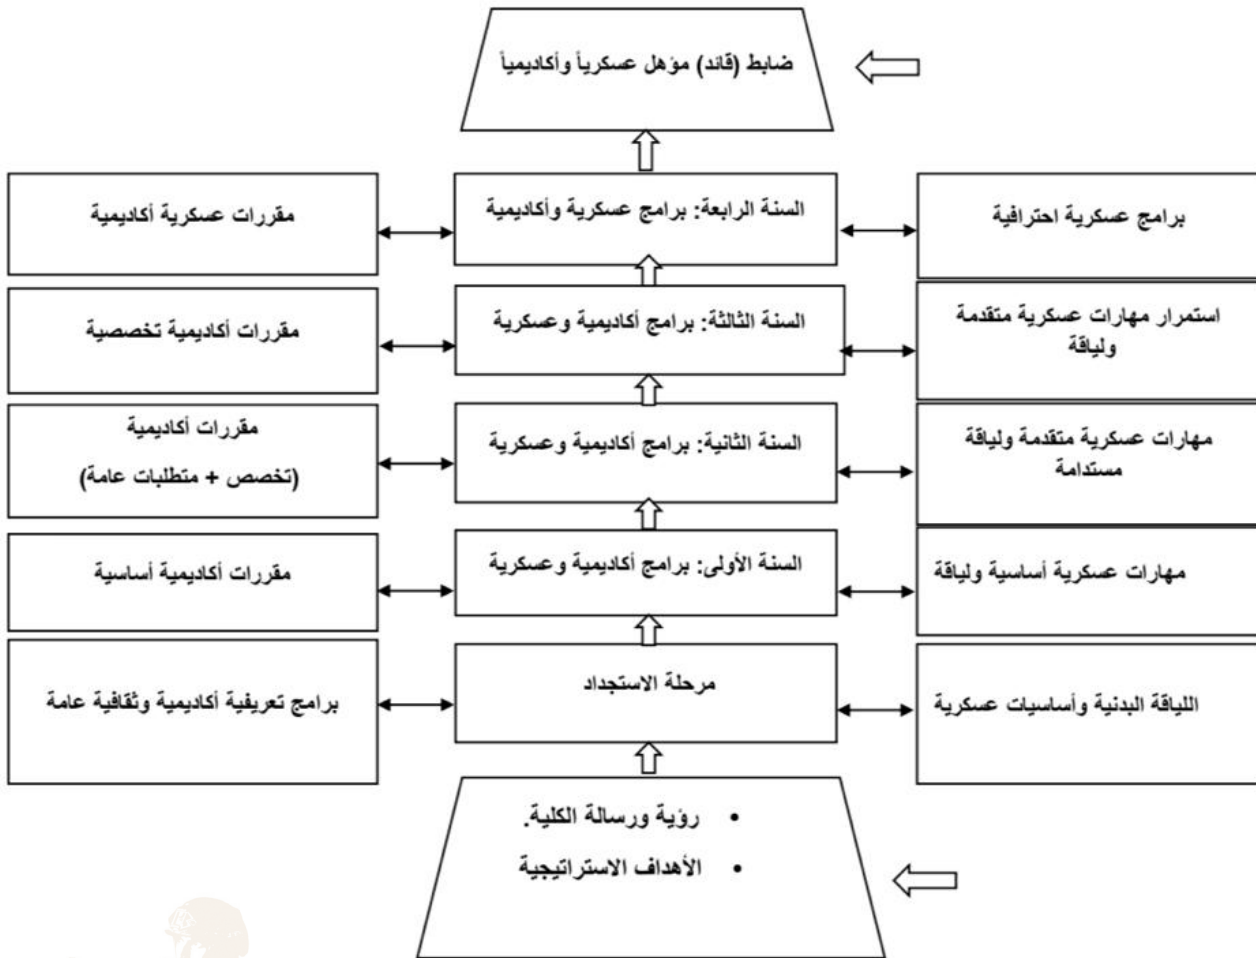 ضابط (قائد) مؤهل عسكرياً وأكاديمياً
برامج عسكرية احترافية
السنة الرابعة: برامج عسكرية وأكاديمية
مقررات عسكرية أكاديمية
استمرار مهارات عسكرية متقدمة
ولياقة
السنة الثالثة: برامج أكاديمية وعسكرية
مقررات أكاديمية تخصصية
مهارات عسكرية متقدمة ولياقة
مستدامة
السنة الثانية: برامج أكاديمية وعسكرية
مقررات أكاديمية
(تخصص + متطلبات عامة)
مهارات عسكرية أساسية ولياقة
السنة الأولى: برامج أكاديمية وعسكرية
مقررات أكاديمية أساسية
اللياقة البدنية وأساسيات عسكرية
مرحلة الاستجداد
برامج تعريفية أكاديمية وثقافية عامة
• رؤية ورسالة الكلية.
• الأهداف الاستراتيجية